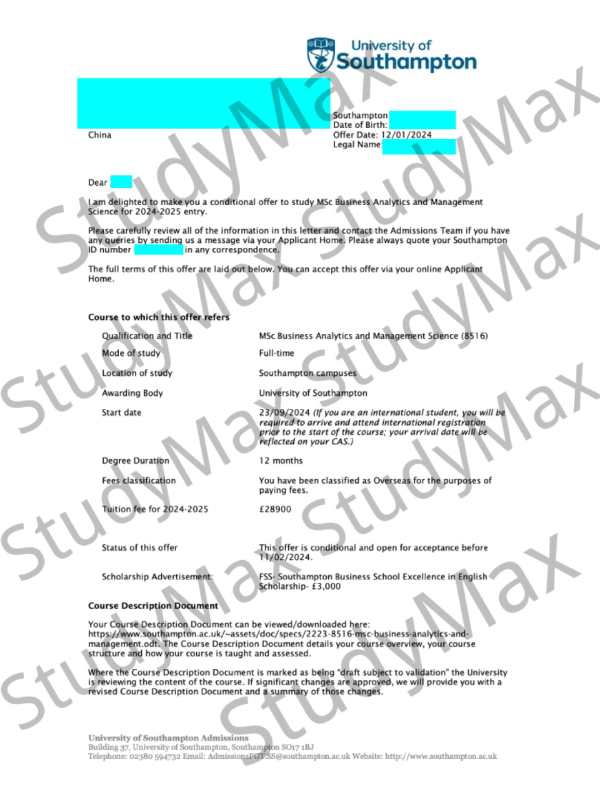 University of
Southampton
Southampton
Date of Birth:
China
Offer Date: 12/01/2024
Legal Name:
Dear
I am delighted to make you a conditional offer to study MSc Business Analytics and Management
Science for 2024-2025 entry.
Please carefully review all of the information in this letter and contact the Admissions Team if you have
any queries by sending us a message via your Applicant Home. Please always quote your Southampton
ID number in any correspondence.
The full terms of this offer are laid out below. You can accept this offer via your online Applicant
Home.
Course to which this offer refers
Qualification and Title MSc Business Analytics and Management Science (8516)
Mode of study Full-time
Location of study Southampton campuses
Awarding Body University of Southampton
Start date 23/09/2024 (If you are an international student, you will be
required to arrive and attend international registration
prior to the start of the course; your arrival date will be
reflected on your CAS.)
Degree Duration 12 months
Fees classification You have been classified as Overseas for the purposes of
paying fees.
Tuition fee for 2024-2025 £28900
Status of this offer This offer is conditional and open for acceptance before
11/02/2024.
Scholarship Advertisement: FSS- Southampton Business School Excellence in English
Scholarship- £3,000
Course Description Document
Your Course Description Document can be viewed/downloaded here:
https://www.southampton.ac.uk/~assets/doc/specs/2223-8516-msc-business-analytics-and-
management.odt. The Course Description Document details your course overview, your course
structure and how your course is taught and assessed.
Where the Course Description Document is marked as being "draft subject to validation" the University
is reviewing the content of the course. If significant changes are approved, we will provide you with a
revised Course Description Document and a summary of those changes.
University of Southampton Admissions
Building 37, University of Southampton, Southampton SO17 1BJ
Telephone: 02380 594732 Email: Website: http://www.southampton.ac.uk
StudyMax
StudyMax
StudyMax
StudyMax
StudyMax
StudyMax
StudyMax
StudyMax